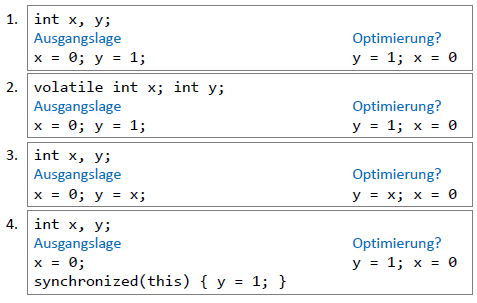 1. int x, y;
Ausgangslage Optimierung?
x = 0; y = 1; y = 1; x = 0
2. volatile int x; int y;
Ausgangslage Optimierung?
x = 0; y = 1; y = 1; x = 0
3. int x, y;
Ausgangslage Optimierung?
x = 0; y = x; y = x; x = 0
4. int x, y;
Ausgangslage Optimierung?
x = 0; y = 1; x = 0
synchronized(this) { y = 1; }